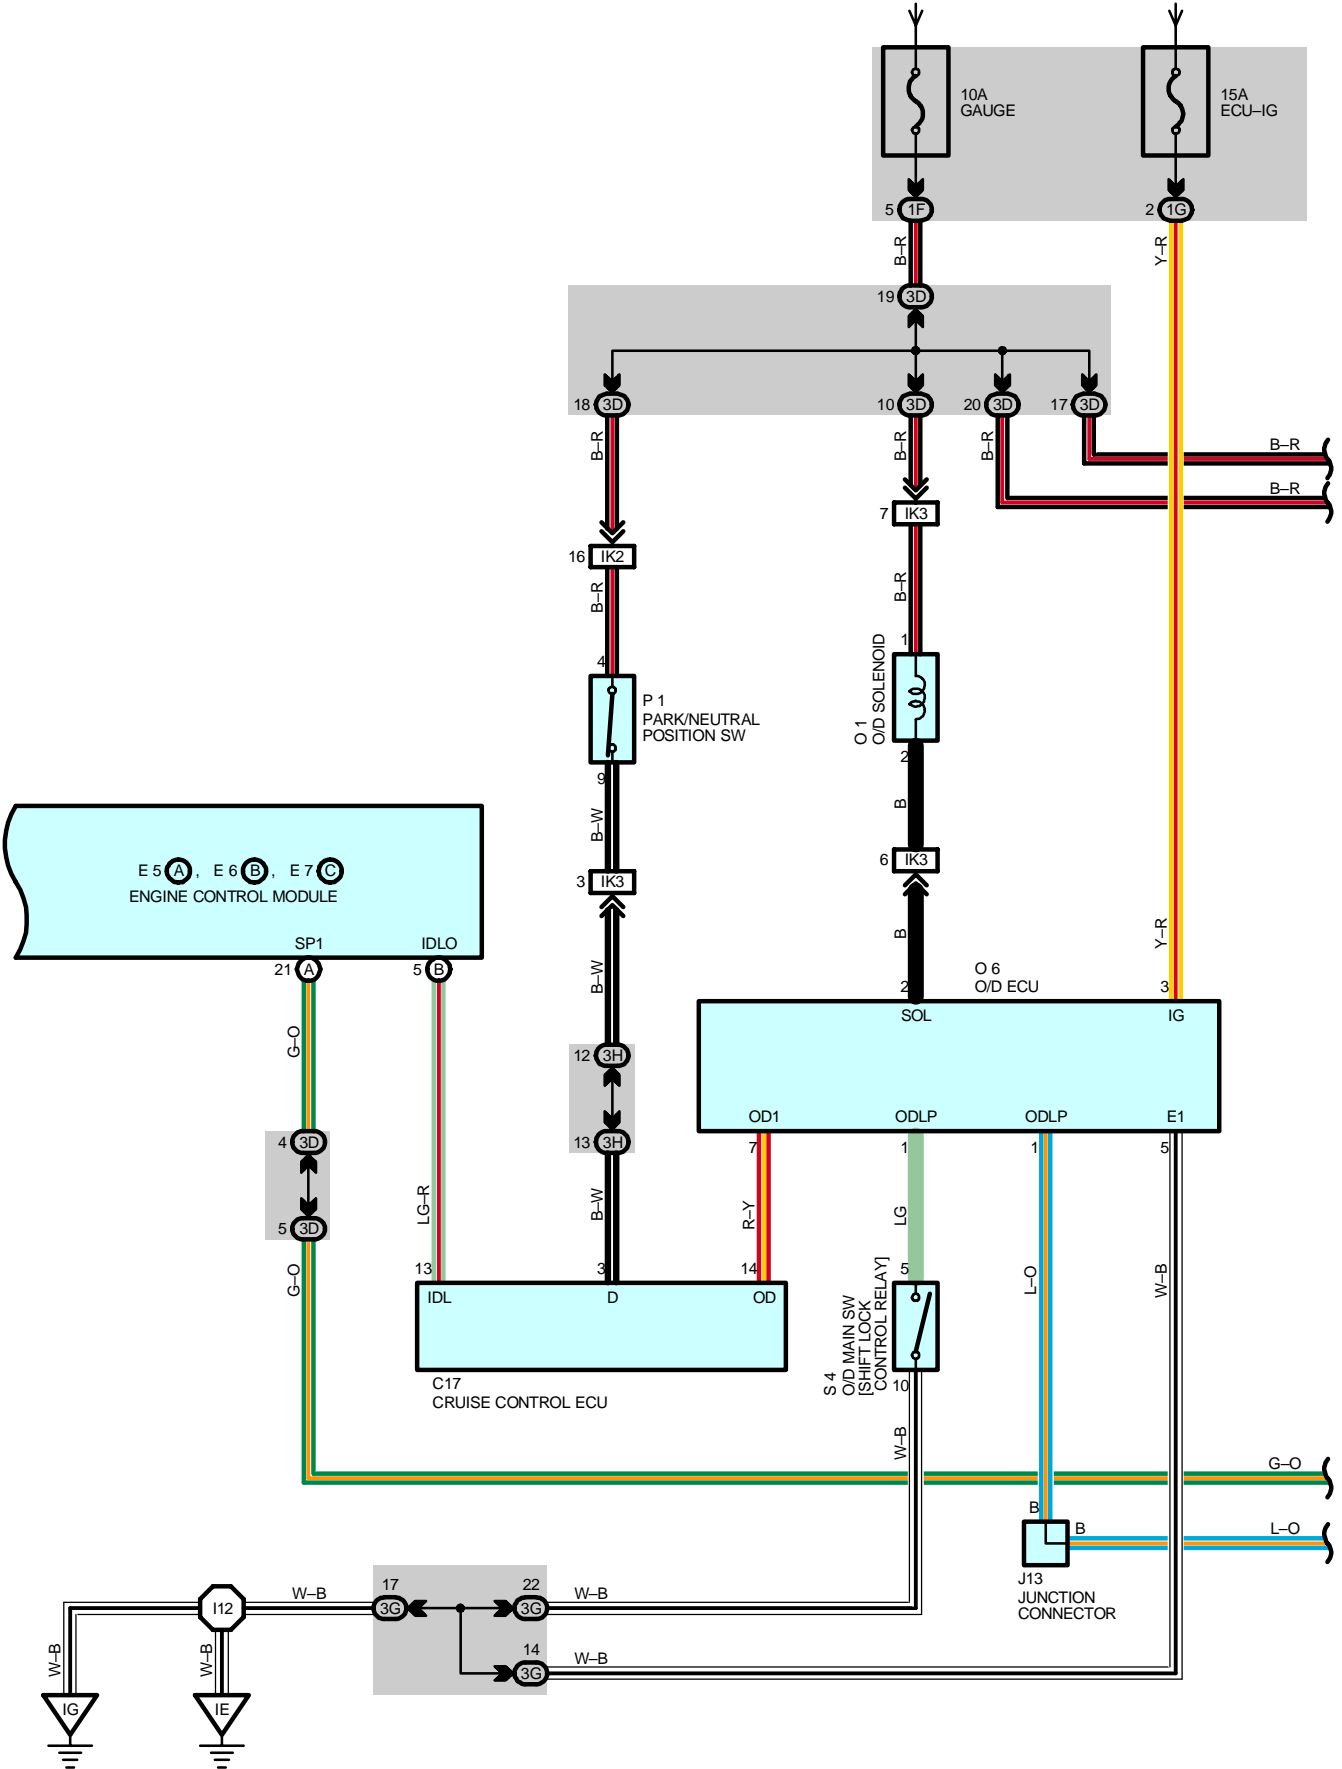 10A
GAUGE
15A
ECU–IG
5 1F
2 1G
B–R
Y–R
19 3D
18 3D
10 3D
20 3D
17 3D
B–R
B–R
B–R
B–R
B–R
7 IK3
16 IK2
B–R
B–R
1
4
O 1
O/D SOLENOID
P 1
PARK/NEUTRAL
POSITION SW
2
9
B–W
B
6 IK3
3 IK3
E 5 A , E 6 B , E 7 C
ENGINE CONTROL MODULE
SP1
IDLO
21 A
5 B
B
Y–R
B–W
O 6
O/D ECU
2
3
SOL
IG
G–O
12 3H
OD1
ODLP
ODLP
E1
4 3D
13 3H
7
1
1
5
LG–R
B–W
R–Y
LG
5 3D
G–O
L–O
W–B
13
3
14
5
IDL
D
OD
S 4
O/D MAIN SW
[SHIFT LOCK
CONTROL RELAY]
C17
CRUISE CONTROL ECU
10
W–B
G–O
B
B
L–O
J13
JUNCTION
CONNECTOR
I12
W–B
17
3G
22
3G
W–B
14
3G
W–B
W–B
W–B
IG
IE